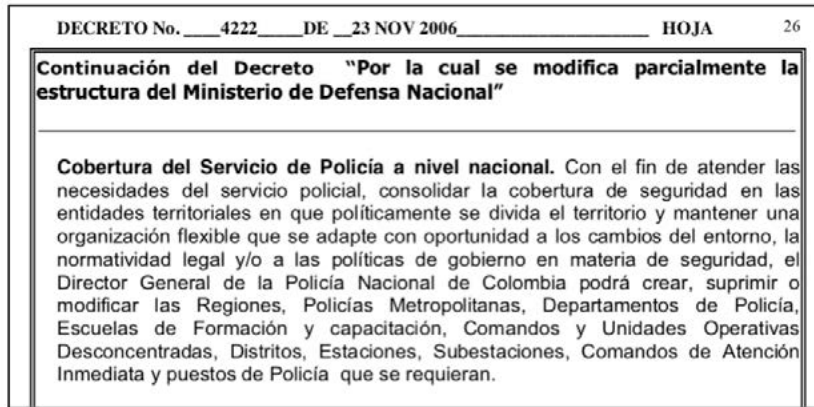 DECRETO No. ____4222_____DE __23 NOV 2006______________________ HOJA 26
Continuación del Decreto "Por la cual se modifica parcialmente la
estructura del Ministerio de Defensa Nacional"
Cobertura del Servicio de Policía a nivel nacional. Con el fin de atender las
necesidades del servicio policial, consolidar la cobertura de seguridad en las
entidades territoriales en que políticamente se divida el territorio y mantener una
organización flexible que se adapte con oportunidad a los cambios del entorno, la
normatividad legal y/o a las políticas de gobierno en materia de seguridad, el
Director General de la Policía Nacional de Colombia podrá crear, suprimir o
modificar las Regiones, Policías Metropolitanas, Departamentos de Policía,
Escuelas de Formación y capacitación, Comandos y Unidades Operativas
Desconcentradas, Distritos, Estaciones, Subestaciones, Comandos de Atención
Inmediata y puestos de Policía que se requieran.